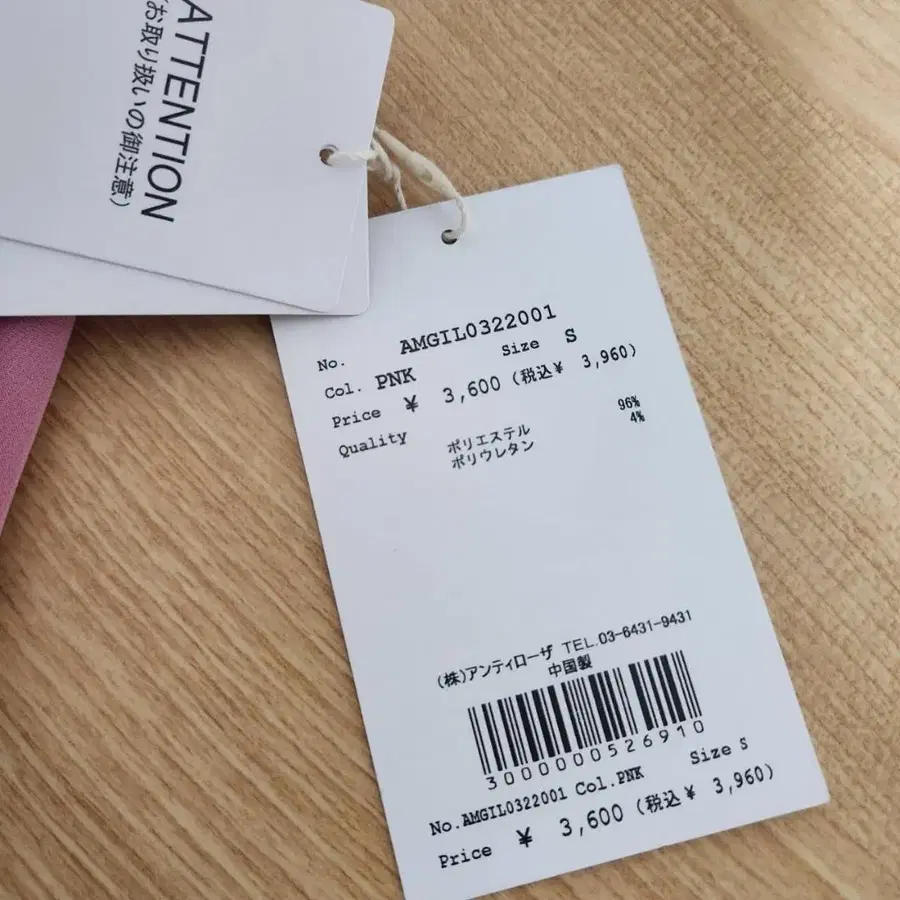 ATTENTION
(お取り扱いの御注意)
No. AMGIL0322001
Col. PNK Size S
Price ¥ 3,600 (税込¥ 3,960)
Quality ポリエステル 96%
ポリウレタン 4%
(株)アンティローザ TEL.03-6431-9431
中国製
3000000526910
No.AMGIL0322001 Col.PNK Size S
Price ¥ 3,600 (税込¥ 3,960)